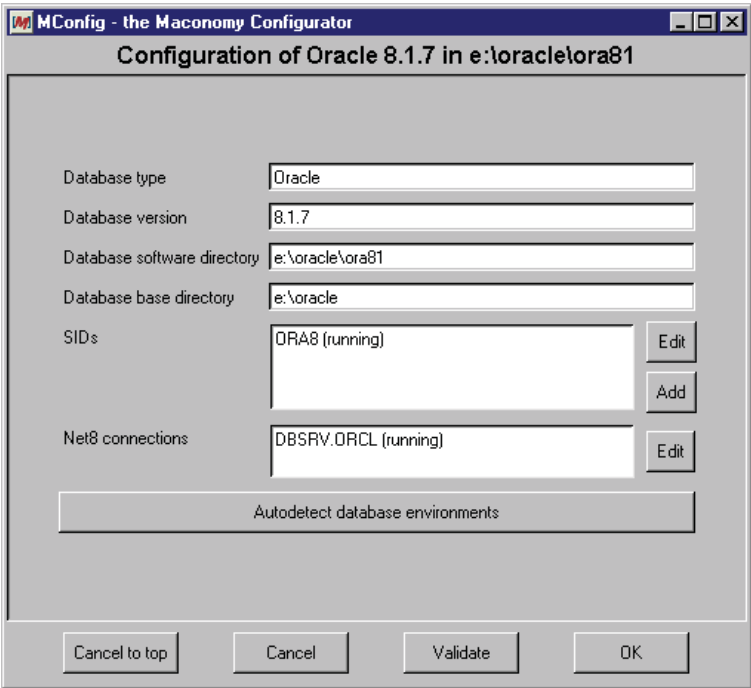 MConfig - the Maconomy Configurator
Configuration of Oracle 8.1.7 in e:\oracle\ora81
Database type Oracle
Database version 8.1.7
Database software directory e:\oracle\ora81
Database base directory e:\oracle
SIDs ORA8 (running) Edit
Add
Net8 connections DBSRV.ORCL (running) Edit
Autodetect database environments
Cancel to top Cancel Validate OK